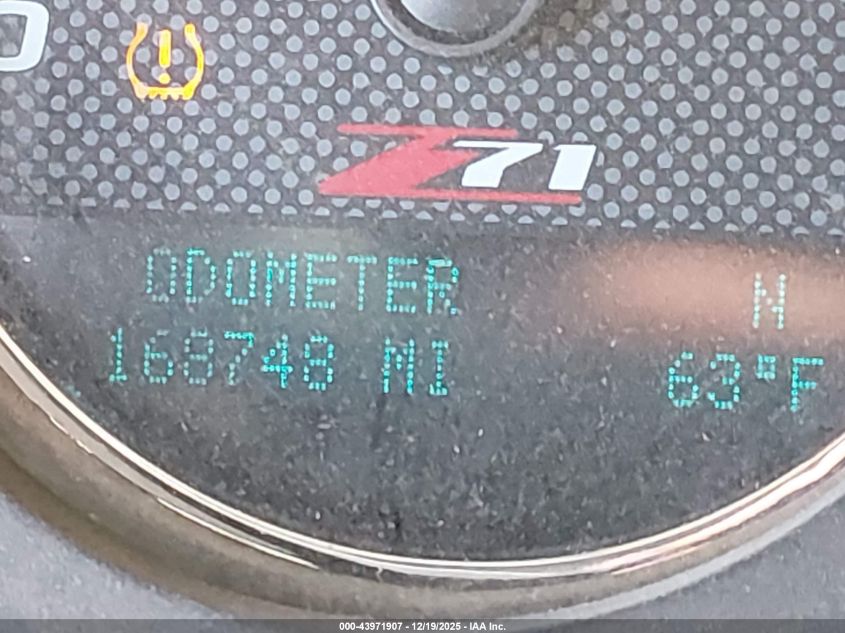 !
Z71
ODOMETER N
168748 MI 63°F
000-43971907 - 12/19/2025 - IAA Inc.